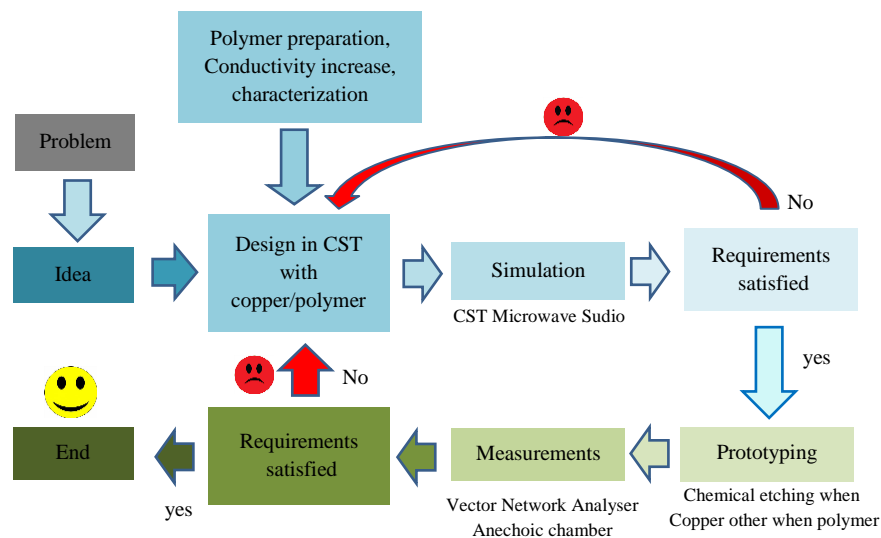 Polymer preparation,
Conductivity increase,
characterization
Problem
No
Idea
Design in CST
with
copper/polymer
Simulation
CST Microwave Sudio
Requirements
satisfied
yes
No
End
yes
Requirements
satisfied
Measurements
Vector Network Analyser
Anechoic chamber
Prototyping
Chemical etching when
Copper other when polymer